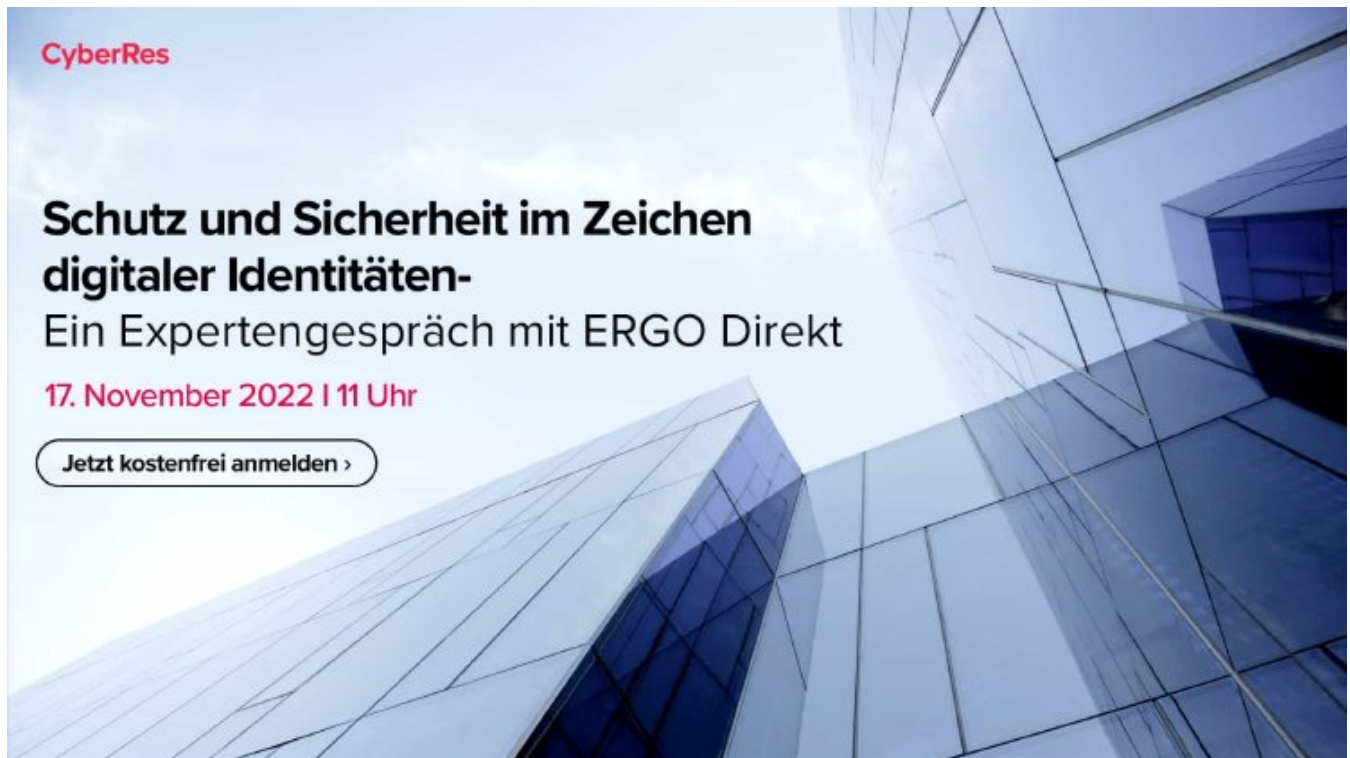 CyberRes
Schutz und Sicherheit im Zeichen
digitaler Identitäten-
Ein Expertengespräch mit ERGO Direkt
17. November 2022 I 11 Uhr
Jetzt kostenfrei anmelden ›